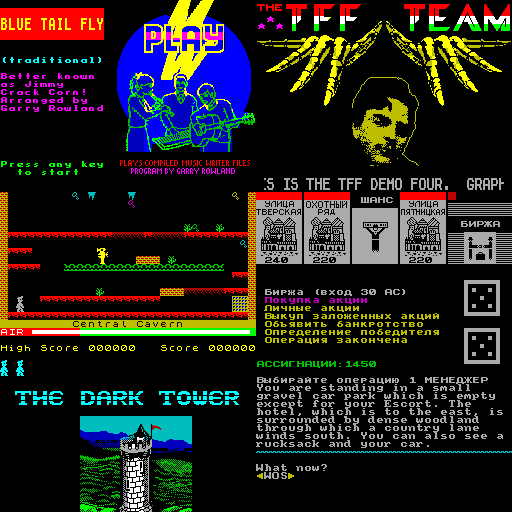 BLUE TAIL FLY
(traditional)
Better known
as Jimmy
Crack Corn!
Arranged by
Garry Rowland
Press any key
to start
PLAY
PLAYS COMPILED MUSIC WRITER FILES
PROGRAM BY GARRY ROWLAND
THE TFF TEAM
'S IS THE TFF DEMO FOUR. GRAPH
Central Cavern
AIR
High Score 000000 Score 000000
УЛИЦА
ТВЕРСКАЯ
240
ОХОТНЫЙ
РЯД
220
ШАНС
УЛИЦА
ПЯТНИЦКАЯ
220
БИРЖА
Биржа (вход 30 АС)
Покупка акции
Личные акции
Выкуп заложенных акций
Объявить банкротство
Определение победителя
Операция закончена
АССИГНАЦИИ:1450
Выбирайте операцию 1 МЕНЕДЖЕР
THE DARK TOWER
You are standing in a small
gravel car park which is empty
except for your Escort. The
hotel, which is to the east, is
surrounded by dense woodland
through which a country lane
winds south. You can also see a
rucksack and your car.
What now?
◄WOS►